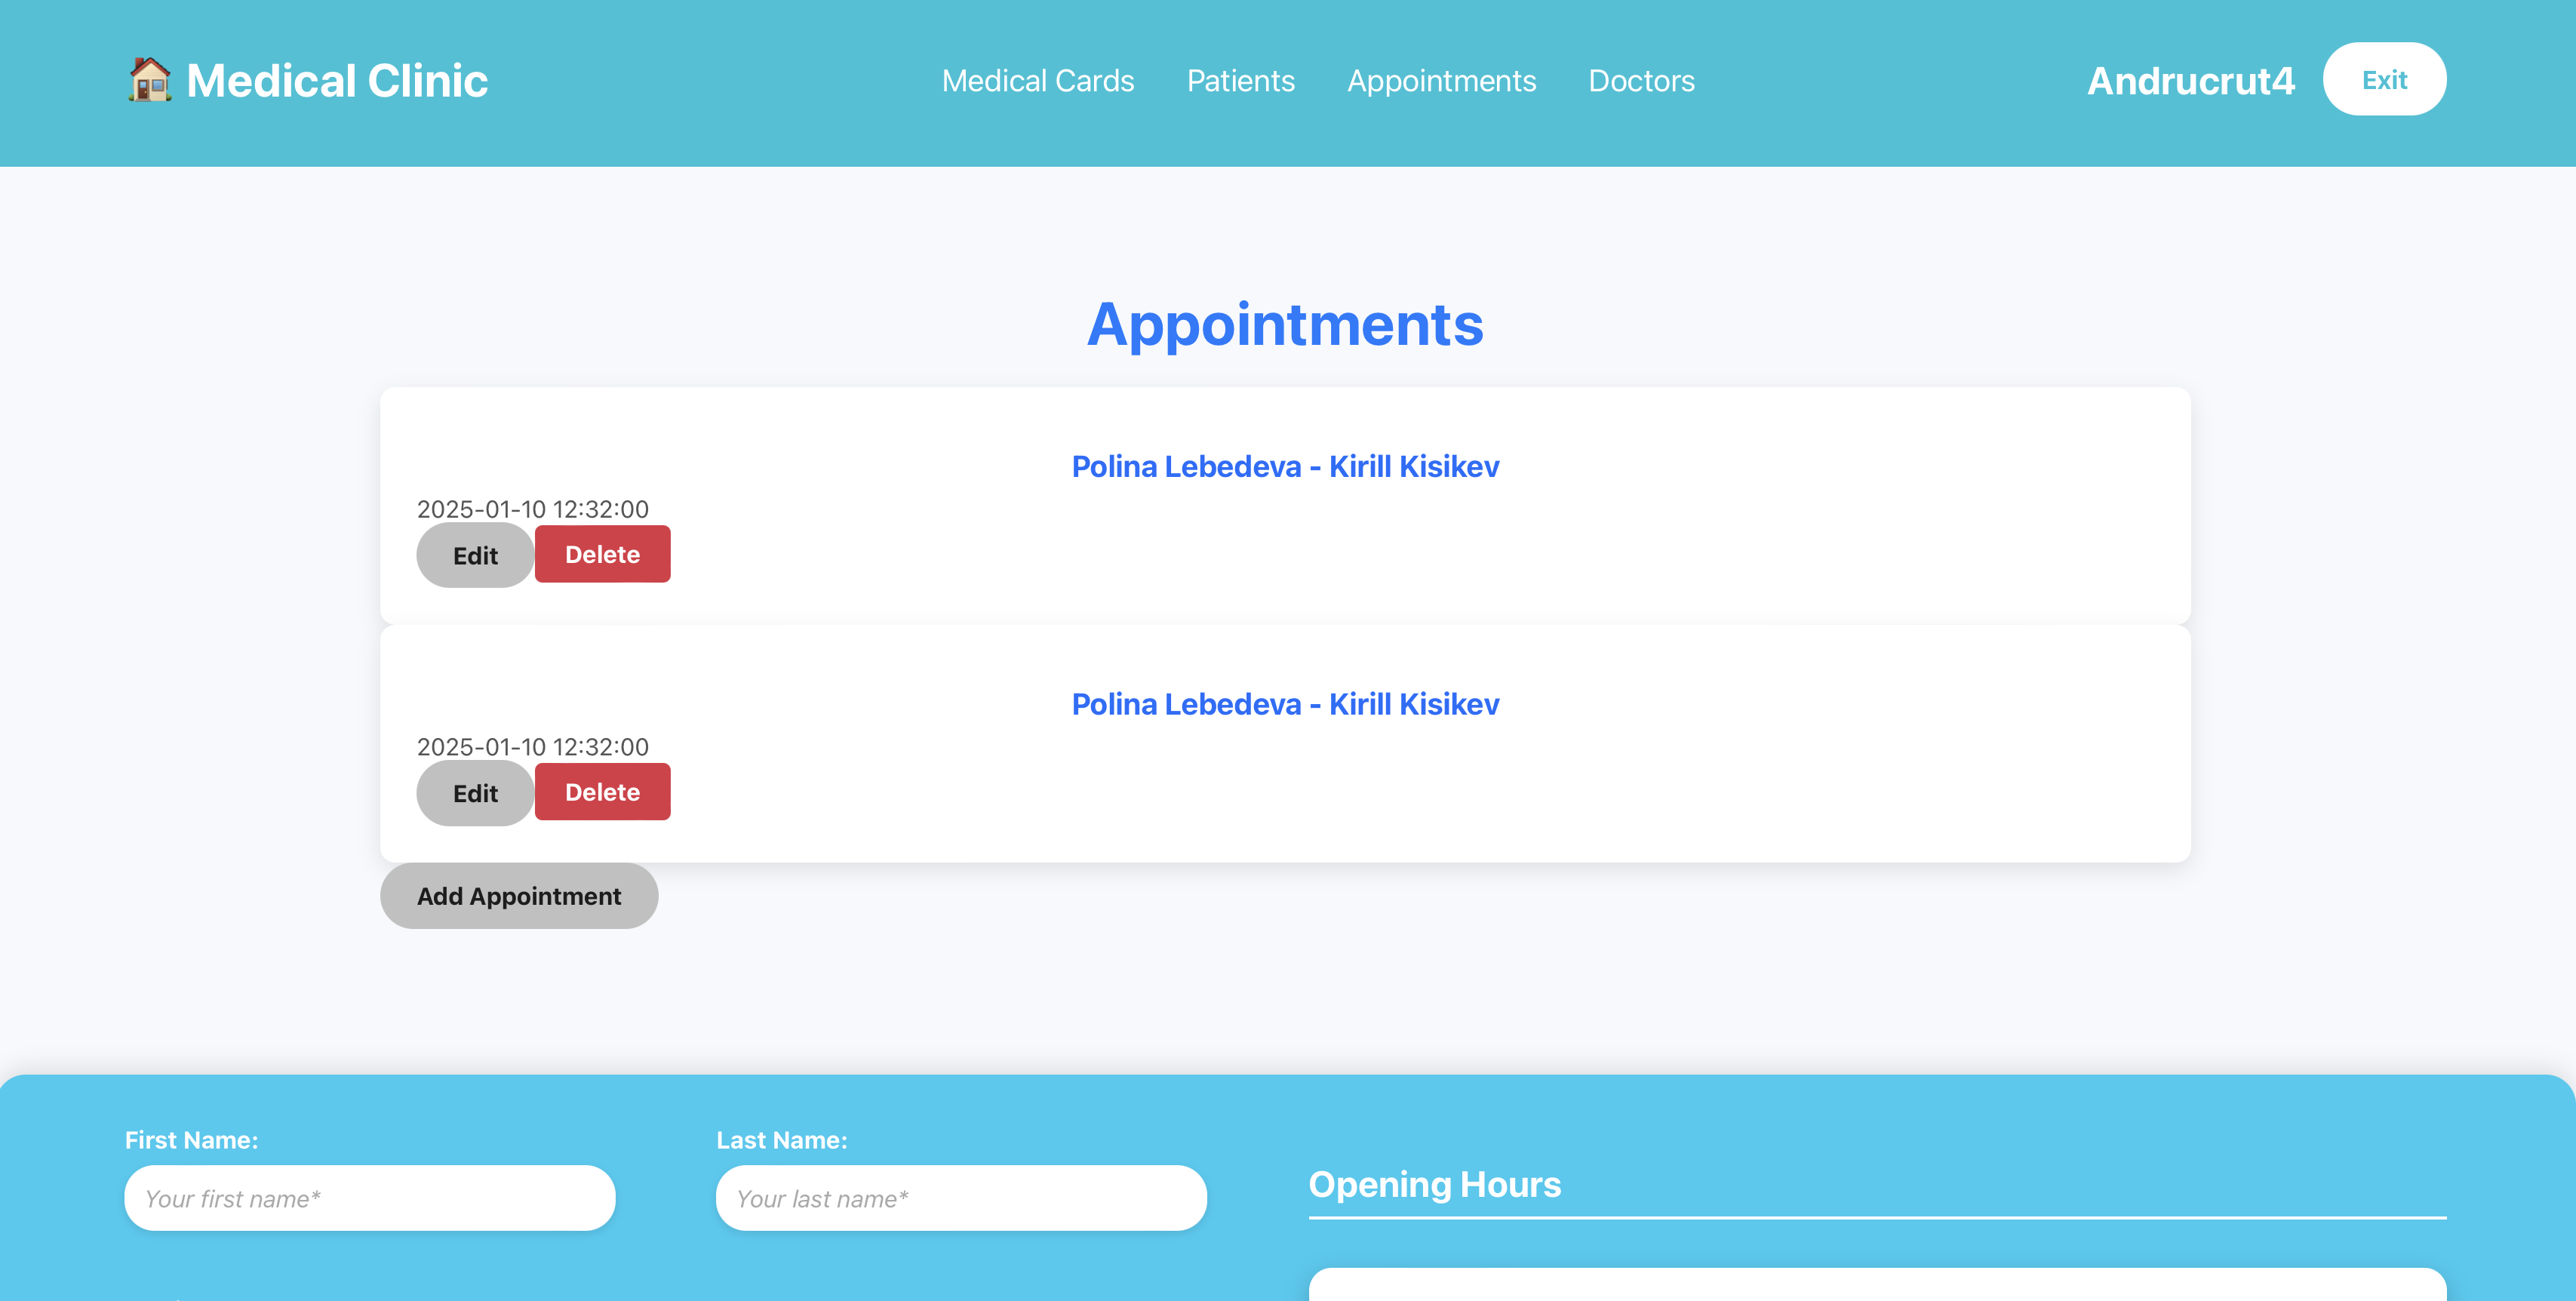 Medical Clinic
Medical Cards Patients Appointments Doctors
Andrucrut4 Exit
Appointments
Polina Lebedeva - Kirill Kisikev
2025-01-10 12:32:00
Edit Delete
Polina Lebedeva - Kirill Kisikev
2025-01-10 12:32:00
Edit Delete
Add Appointment
First Name: Last Name:
Your first name* Your last name*
Opening Hours